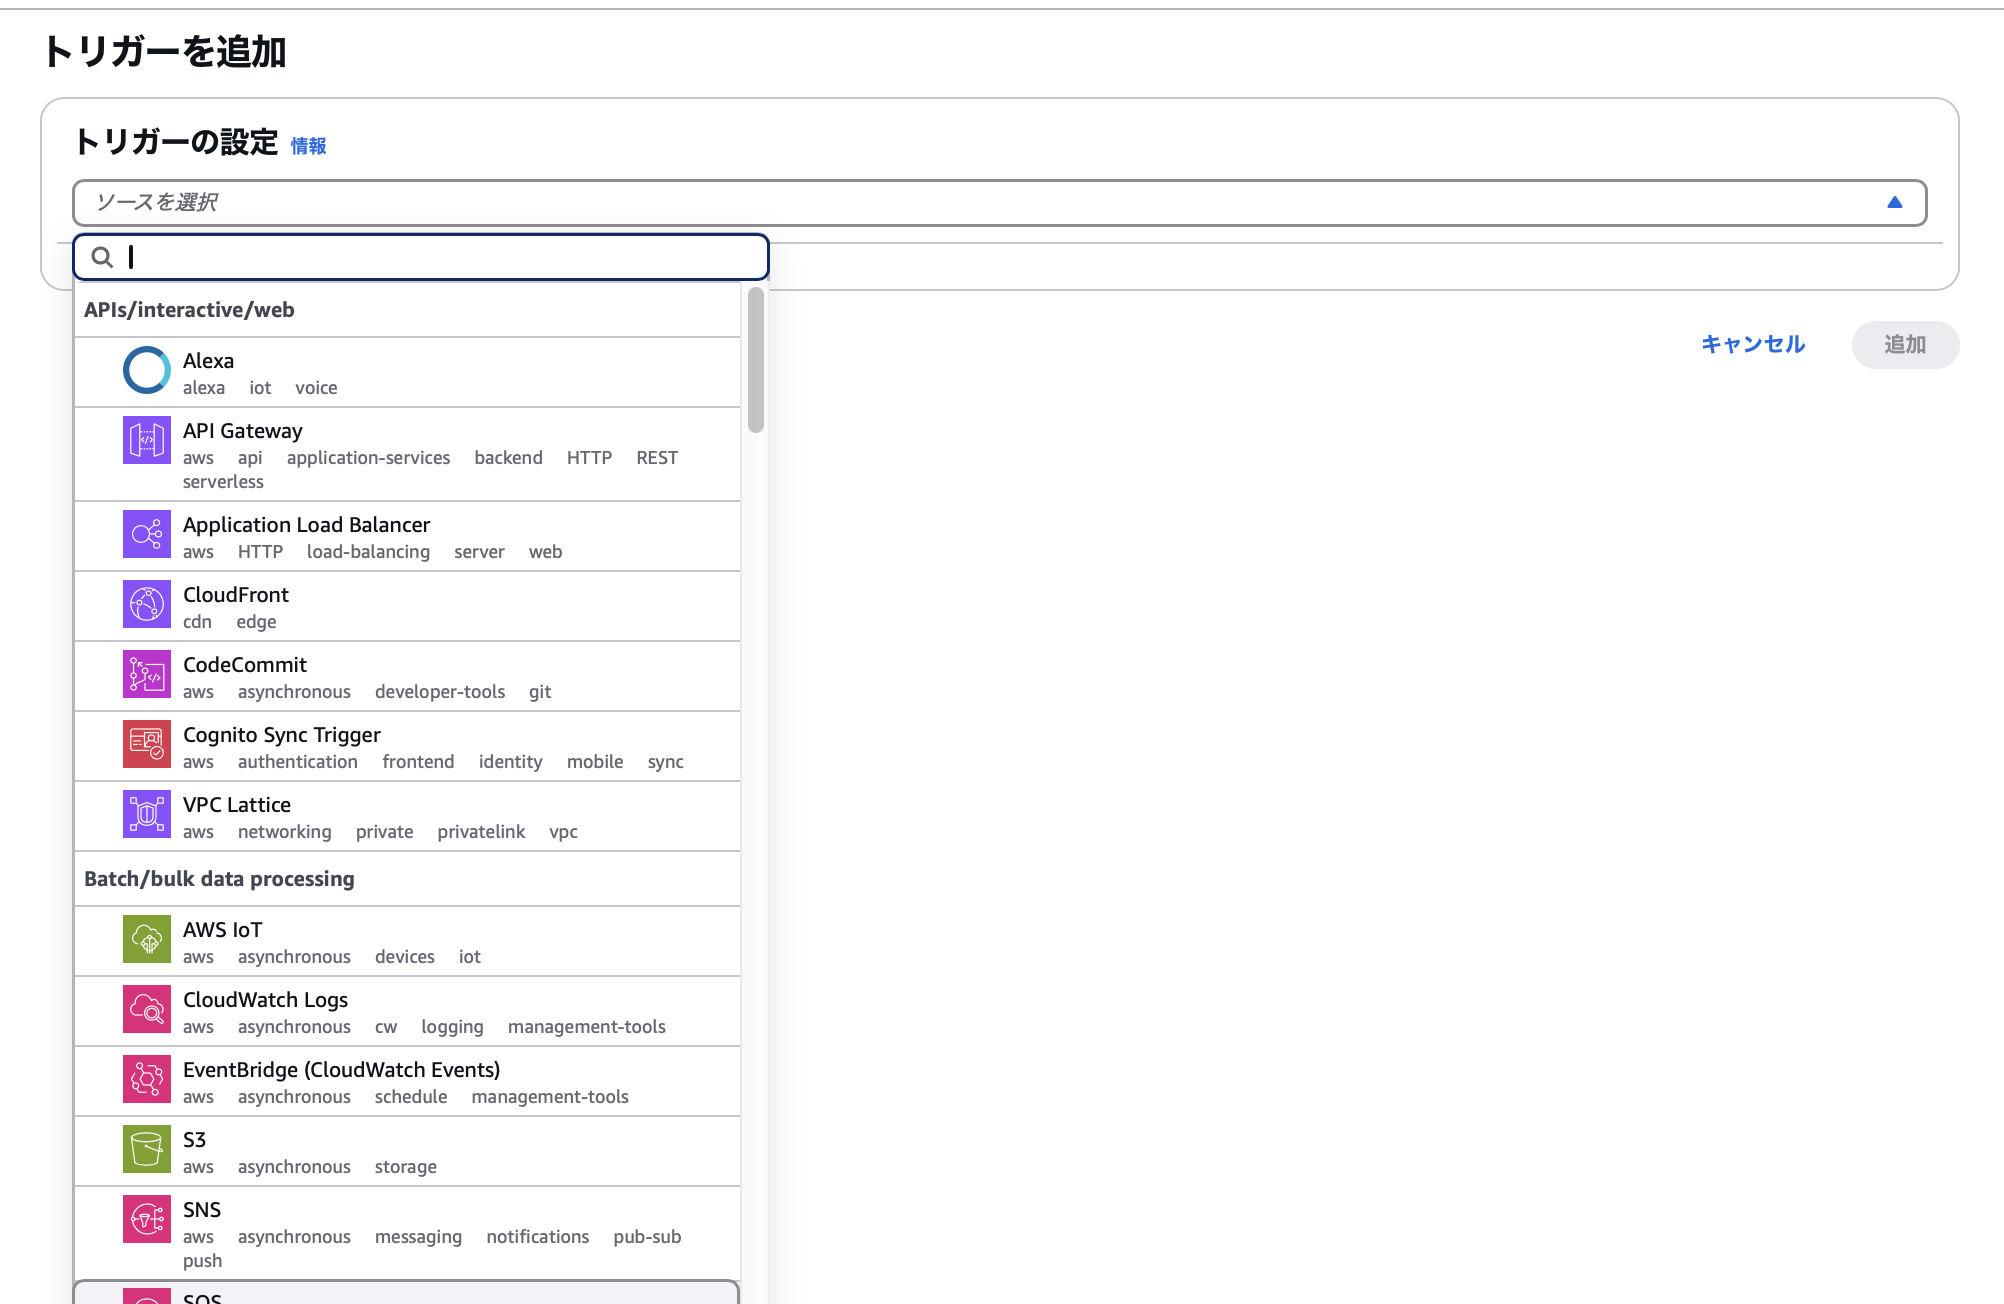 トリガーを追加
トリガーの設定 情報
ソースを選択
APIs/interactive/web
Alexa
alexa iot voice
API Gateway
aws api application-services backend HTTP REST
serverless
Application Load Balancer
aws HTTP load-balancing server web
CloudFront
cdn edge
CodeCommit
aws asynchronous developer-tools git
Cognito Sync Trigger
aws authentication frontend identity mobile sync
VPC Lattice
aws networking private privatelink vpc
Batch/bulk data processing
AWS IoT
aws asynchronous devices iot
CloudWatch Logs
aws asynchronous cw logging management-tools
EventBridge (CloudWatch Events)
aws asynchronous schedule management-tools
S3
aws asynchronous storage
SNS
aws asynchronous messaging notifications pub-sub
push
SQS
キャンセル 追加